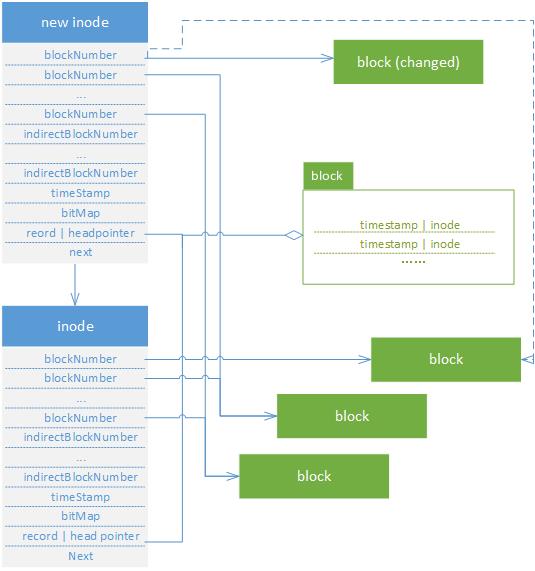 new inode
blockNumber
blockNumber
...
blockNumber
indirectBlockNumber
...
indirectBlockNumber
timeStamp
bitMap
reord | headpointer
next
block (changed)
block
timestamp | inode
timestamp | inode
......
inode
blockNumber
blockNumber
...
blockNumber
indirectBlockNumber
...
indirectBlockNumber
timeStamp
bitMap
record | head pointer
Next
block
block
block